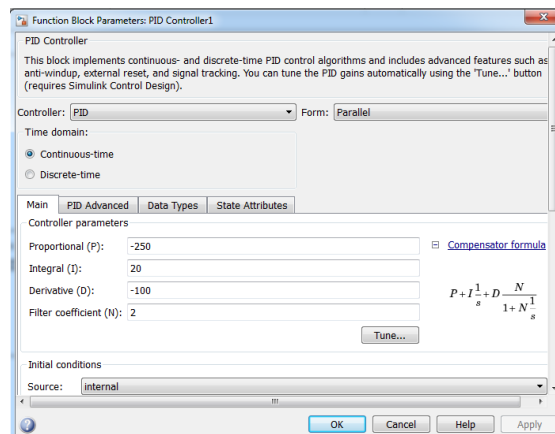 Function Block Parameters: PID Controller1
PID Controller
This block implements continuous- and discrete-time PID control algorithms and includes advanced features such as
anti-windup, external reset, and signal tracking. You can tune the PID gains automatically using the 'Tune...' button
(requires Simulink Control Design).
Controller: PID Form: Parallel
Time domain:
Continuous-time
Discrete-time
Main PID Advanced Data Types State Attributes
Controller parameters
Proportional (P): -250 Compensator formula
Integral (I): 20
Derivative (D): -100
Filter coefficient (N): 2
P+I 1/s +D N/(1+N 1/s)
Tune...
Initial conditions
Source: internal
OK Cancel Help Apply